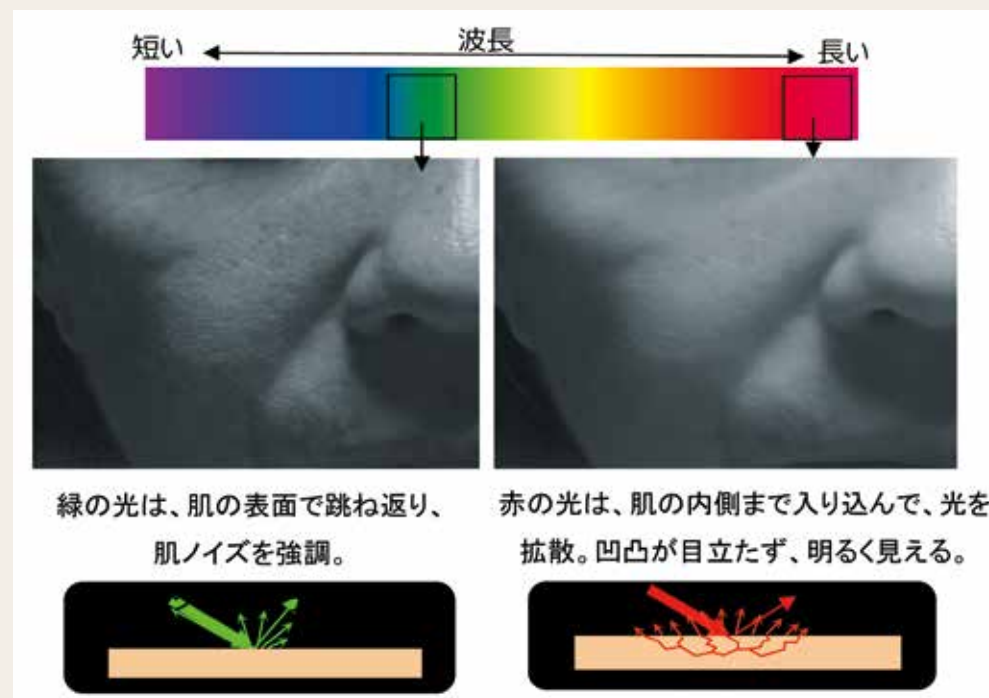 短い
波長
長い
緑の光は、肌の表面で跳ね返り、
肌ノイズを強調。
赤の光は、肌の内側まで入り込んで、光を
拡散。凹凸が目立たず、明るく見える。